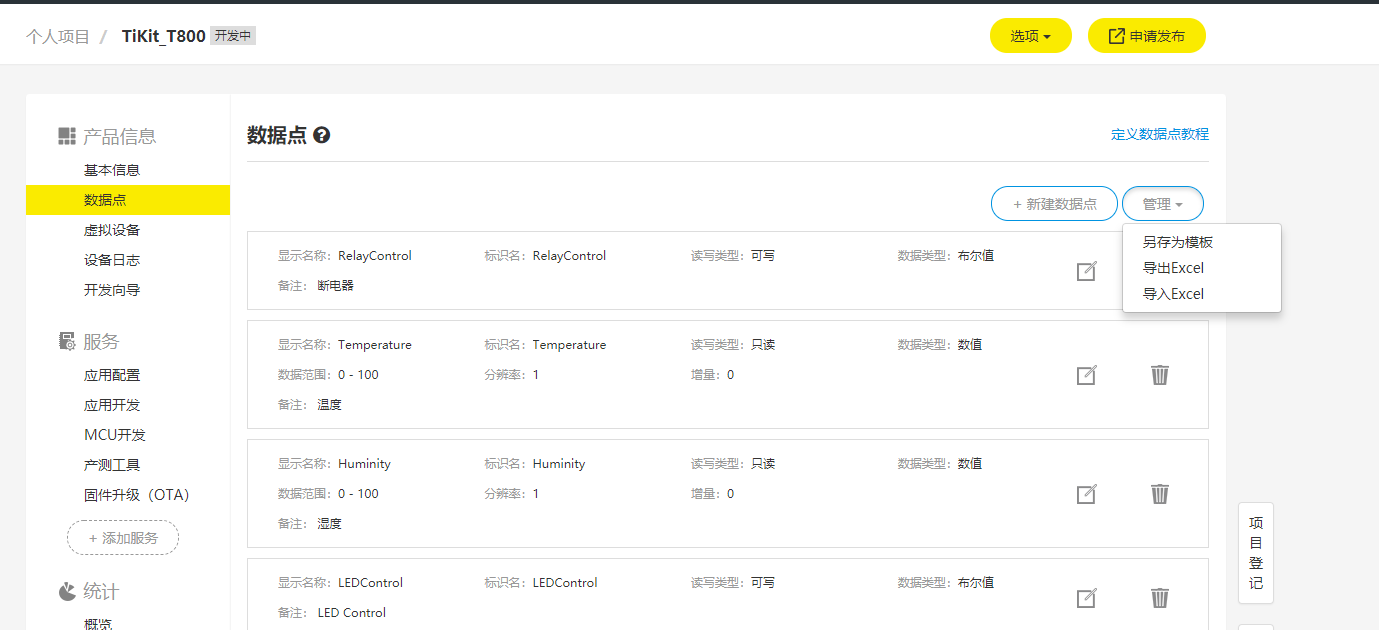 个人项目 / TiKit_T800 开发中
选项
申请发布
产品信息
基本信息
数据点
虚拟设备
设备日志
开发向导
服务
应用配置
应用开发
MCU开发
产测工具
固件升级（OTA）
+ 添加服务
统计
概览
数据点
定义数据点教程
+ 新建数据点
管理
另存为模板
导出Excel
导入Excel
显示名称：RelayControl 标识名：RelayControl 读写类型：可写 数据类型：布尔值
备注：断电器
显示名称：Temperature 标识名：Temperature 读写类型：只读 数据类型：数值
数据范围：0 - 100 分辨率：1 增量：0
备注：温度
显示名称：Huminity 标识名：Huminity 读写类型：只读 数据类型：数值
数据范围：0 - 100 分辨率：1 增量：0
备注：湿度
显示名称：LEDControl 标识名：LEDControl 读写类型：可写 数据类型：布尔值
备注：LED Control
项
目
登
记